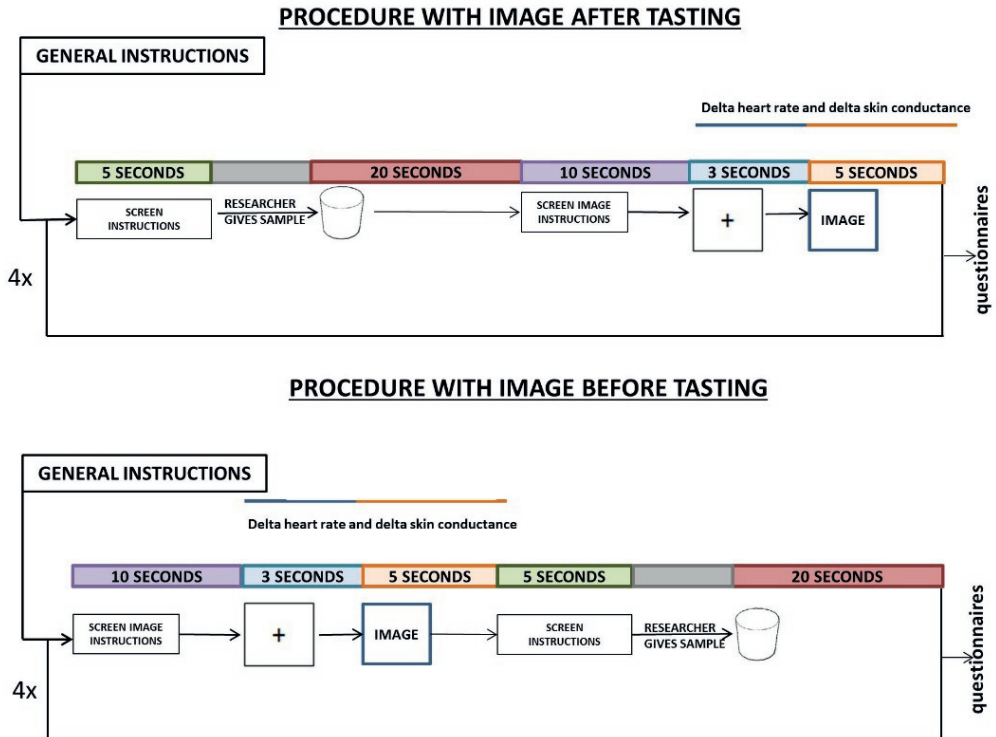 PROCEDURE WITH IMAGE AFTER TASTING
GENERAL INSTRUCTIONS
Delta heart rate and delta skin conductance
5 SECONDS
20 SECONDS
10 SECONDS
3 SECONDS
5 SECONDS
SCREEN
INSTRUCTIONS
RESEARCHER
GIVES SAMPLE
SCREEN IMAGE
INSTRUCTIONS
+
IMAGE
4x
questionnaires
PROCEDURE WITH IMAGE BEFORE TASTING
GENERAL INSTRUCTIONS
Delta heart rate and delta skin conductance
10 SECONDS
3 SECONDS
5 SECONDS
5 SECONDS
20 SECONDS
SCREEN IMAGE
INSTRUCTIONS
+
IMAGE
SCREEN
INSTRUCTIONS
RESEARCHER
GIVES SAMPLE
4x
questionnaires